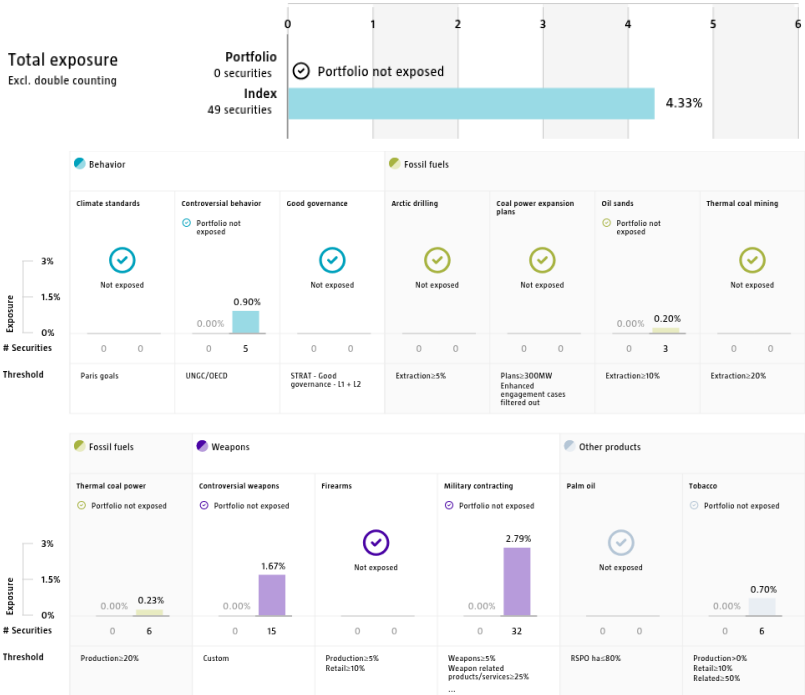 0 1 2 3 4 5 6
Total exposure
Excl. double counting
Portfolio
0 securities
Portfolio not exposed
Index
49 securities
4.33%
Behavior
Fossil fuels
Climate standards
Controversial behavior
Good governance
Arctic drilling
Coal power expansion
plans
Oil sands
Thermal coal mining
Portfolio not
exposed
Portfolio not
exposed
Not exposed
Not exposed
Not exposed
Not exposed
Not exposed
Exposure
3%
1.5%
0%
0.00% 0.90%
0.00% 0.20%
# Securities
0 0 0 5 0 0 0 0 0 0 0 3 0 0
Threshold
Paris goals
UNGC/OECD
STRAT - Good
governance - L1 + L2
Extraction≥5%
Plans≥300MW
Enhanced
engagement cases
filtered out
Extraction≥10%
Extraction≥20%
Fossil fuels
Weapons
Other products
Thermal coal power
Controversial weapons
Firearms
Military contracting
Palm oil
Tobacco
Portfolio not exposed
Portfolio not exposed
Portfolio not exposed
Portfolio not exposed
Not exposed
Not exposed
Exposure
3%
1.5%
0%
0.00% 0.23%
0.00% 1.67%
0.00% 2.79%
0.00% 0.70%
# Securities
0 6 0 15 0 0 0 32 0 0 0 6
Threshold
Production≥20%
Custom
Production≥5%
Retail≥10%
Weapons≥5%
Weapon related
products/services≥25%
...
RSPO ha≤80%
Production>0%
Retail≥10%
Related≥50%